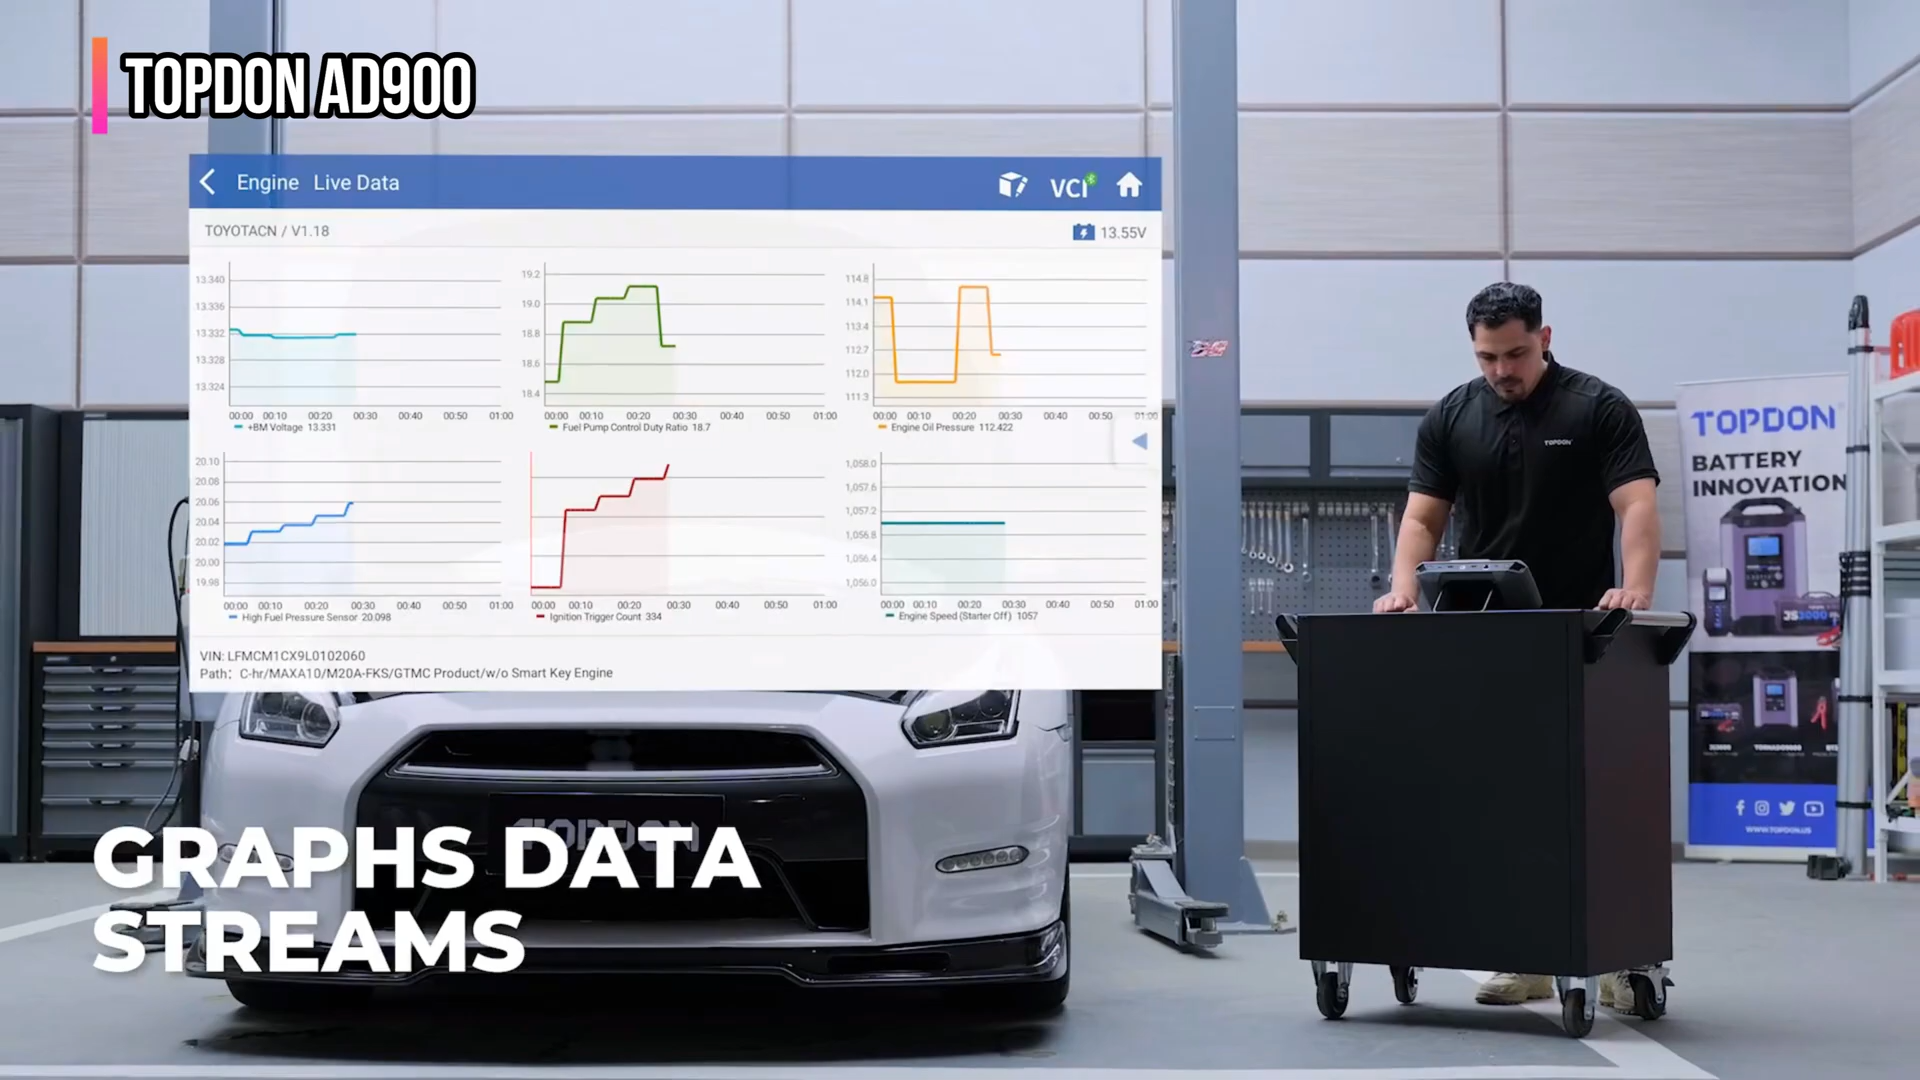 TOPDON AD900
Engine Live Data
VCI
TOYOTACN / V1.18
13.55V
13.340
13.336
13.332
13.328
13.324
00:00 00:10 00:20 00:30 00:40 00:50 01:00
+BM Voltage 13.331
19.2
19.0
18.8
18.6
18.4
00:00 00:10 00:20 00:30 00:40 00:50 01:00
Fuel Pump Control Duty Ratio 18.7
114.8
114.1
113.4
112.7
112.0
111.3
00:00 00:10 00:20 00:30 00:40 00:50 01:00
Engine Oil Pressure 112.422
20.10
20.08
20.06
20.04
20.02
20.00
19.98
00:00 00:10 00:20 00:30 00:40 00:50 01:00
High Fuel Pressure Sensor 20.098
00:00 00:10 00:20 00:30 00:40 00:50 01:00
Ignition Trigger Count 334
1,058.0
1,057.6
1,057.2
1,056.8
1,056.4
1,056.0
00:00 00:10 00:20 00:30 00:40 00:50 01:00
Engine Speed (Starter Off) 1057
VIN: LFMCM1CX9L0102060
Path: C-hr/MAXA10/M20A-FKS/GTMC Product/w/o Smart Key Engine
TOPDON
TOPDON
BATTERY
INNOVATION
JS3000
WWW.TOPDON.US
TOPDON
GRAPHS DATA
STREAMS